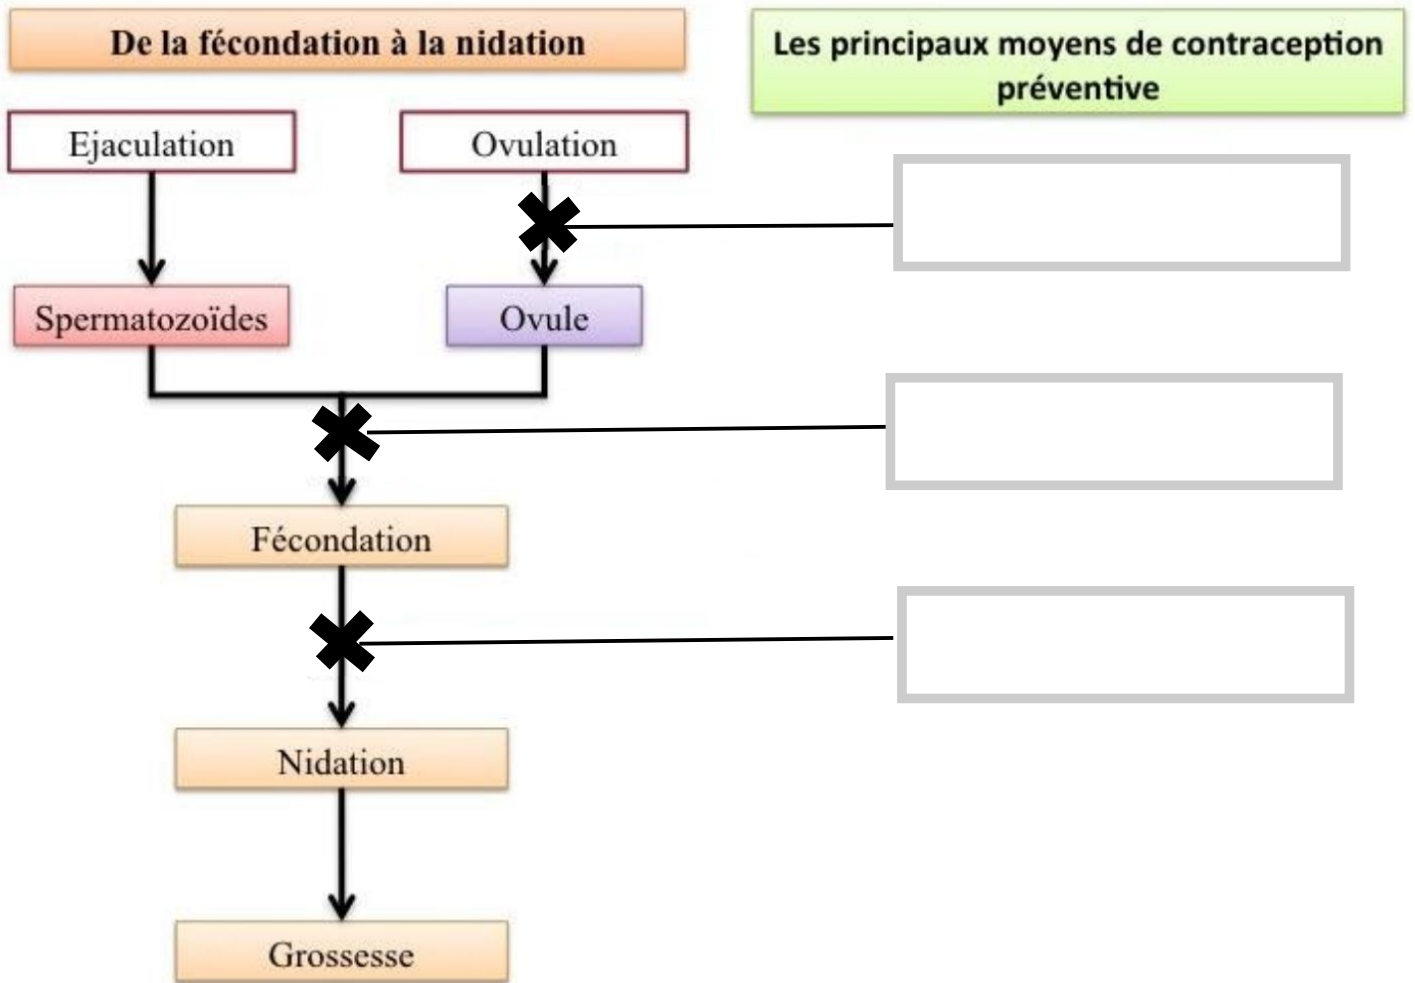 De la fécondation à la nidation
Les principaux moyens de contraception
préventive
Ejaculation
Ovulation
Spermatozoïdes
Ovule
Fécondation
Nidation
Grossesse